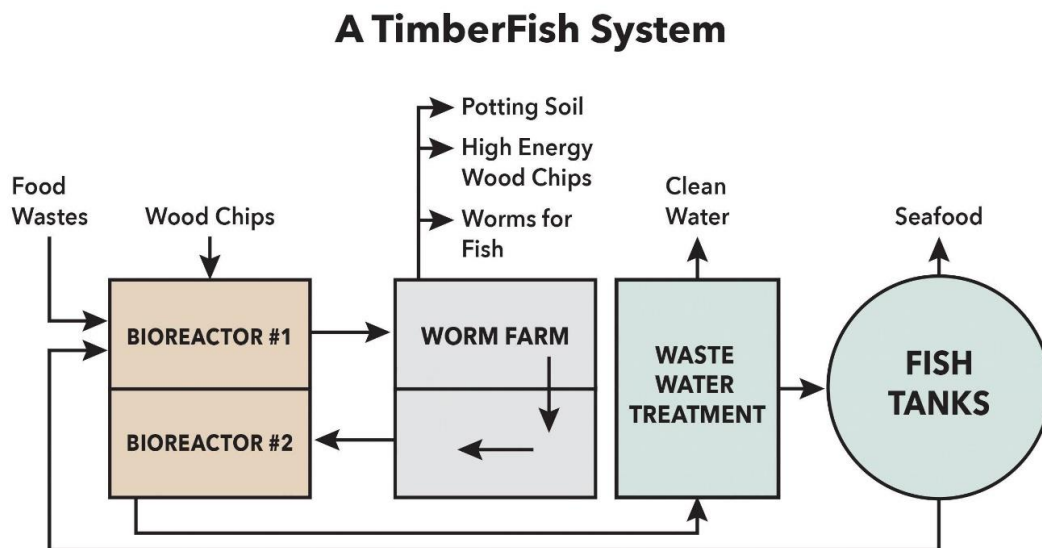 A TimberFish System
Potting Soil
High Energy
Wood Chips
Worms for
Fish
Food
Wastes
Wood Chips
Clean
Water
Seafood
BIOREACTOR #1
WORM FARM
WASTE
WATER
TREATMENT
FISH
TANKS
BIOREACTOR #2